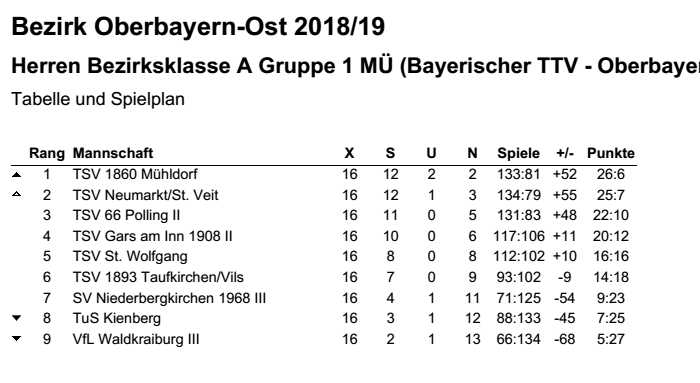 Bezirk Oberbayern-Ost 2018/19
Herren Bezirksklasse A Gruppe 1 MÜ (Bayerischer TTV - Oberbayer
Tabelle und Spielplan
Rang Mannschaft X S U N Spiele +/- Punkte
1 TSV 1860 Mühldorf 16 12 2 2 133:81 +52 26:6
2 TSV Neumarkt/St. Veit 16 12 1 3 134:79 +55 25:7
3 TSV 66 Polling II 16 11 0 5 131:83 +48 22:10
4 TSV Gars am Inn 1908 II 16 10 0 6 117:106 +11 20:12
5 TSV St. Wolfgang 16 8 0 8 112:102 +10 16:16
6 TSV 1893 Taufkirchen/Vils 16 7 0 9 93:102 -9 14:18
7 SV Niederbergkirchen 1968 III 16 4 1 11 71:125 -54 9:23
8 TuS Kienberg 16 3 1 12 88:133 -45 7:25
9 VfL Waldkraiburg III 16 2 1 13 66:134 -68 5:27